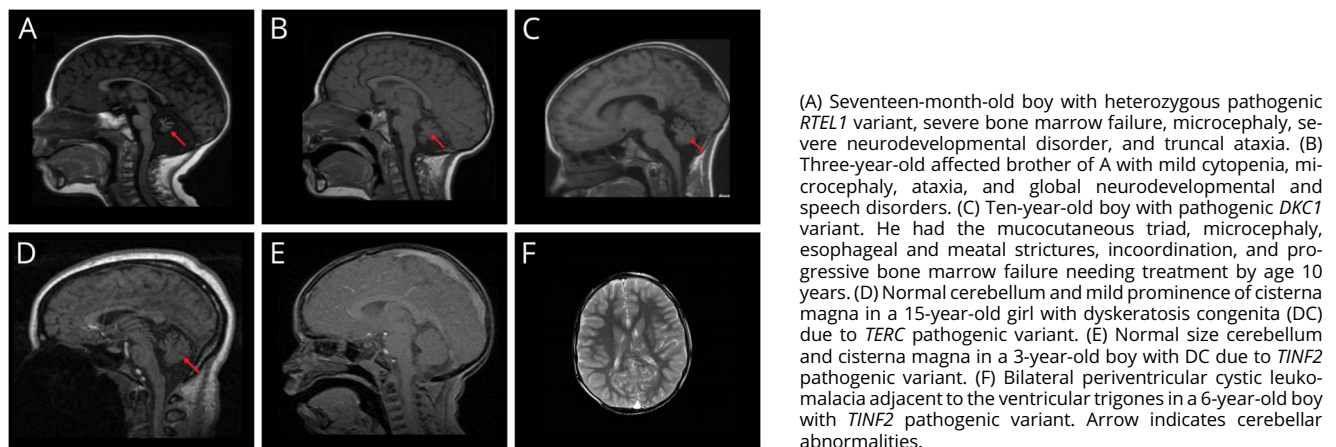 A
B
C
D
E
F
(A) Seventeen-month-old boy with heterozygous pathogenic
RTEL1 variant, severe bone marrow failure, microcephaly, se-
vere neurodevelopmental disorder, and truncal ataxia. (B)
Three-year-old affected brother of A with mild cytopenia, mi-
crocephaly, ataxia, and global neurodevelopmental and
speech disorders. (C) Ten-year-old boy with pathogenic DKC1
variant. He had the mucocutaneous triad, microcephaly,
esophageal and meatal strictures, incoordination, and pro-
gressive bone marrow failure needing treatment by age 10
years. (D) Normal cerebellum and mild prominence of cisterna
magna in a 15-year-old girl with dyskeratosis congenita (DC)
due to TERC pathogenic variant. (E) Normal size cerebellum
and cisterna magna in a 3-year-old boy with DC due to TINF2
pathogenic variant. (F) Bilateral periventricular cystic leuko-
malacia adjacent to the ventricular trigones in a 6-year-old boy
with TINF2 pathogenic variant. Arrow indicates cerebellar
abnormalities.